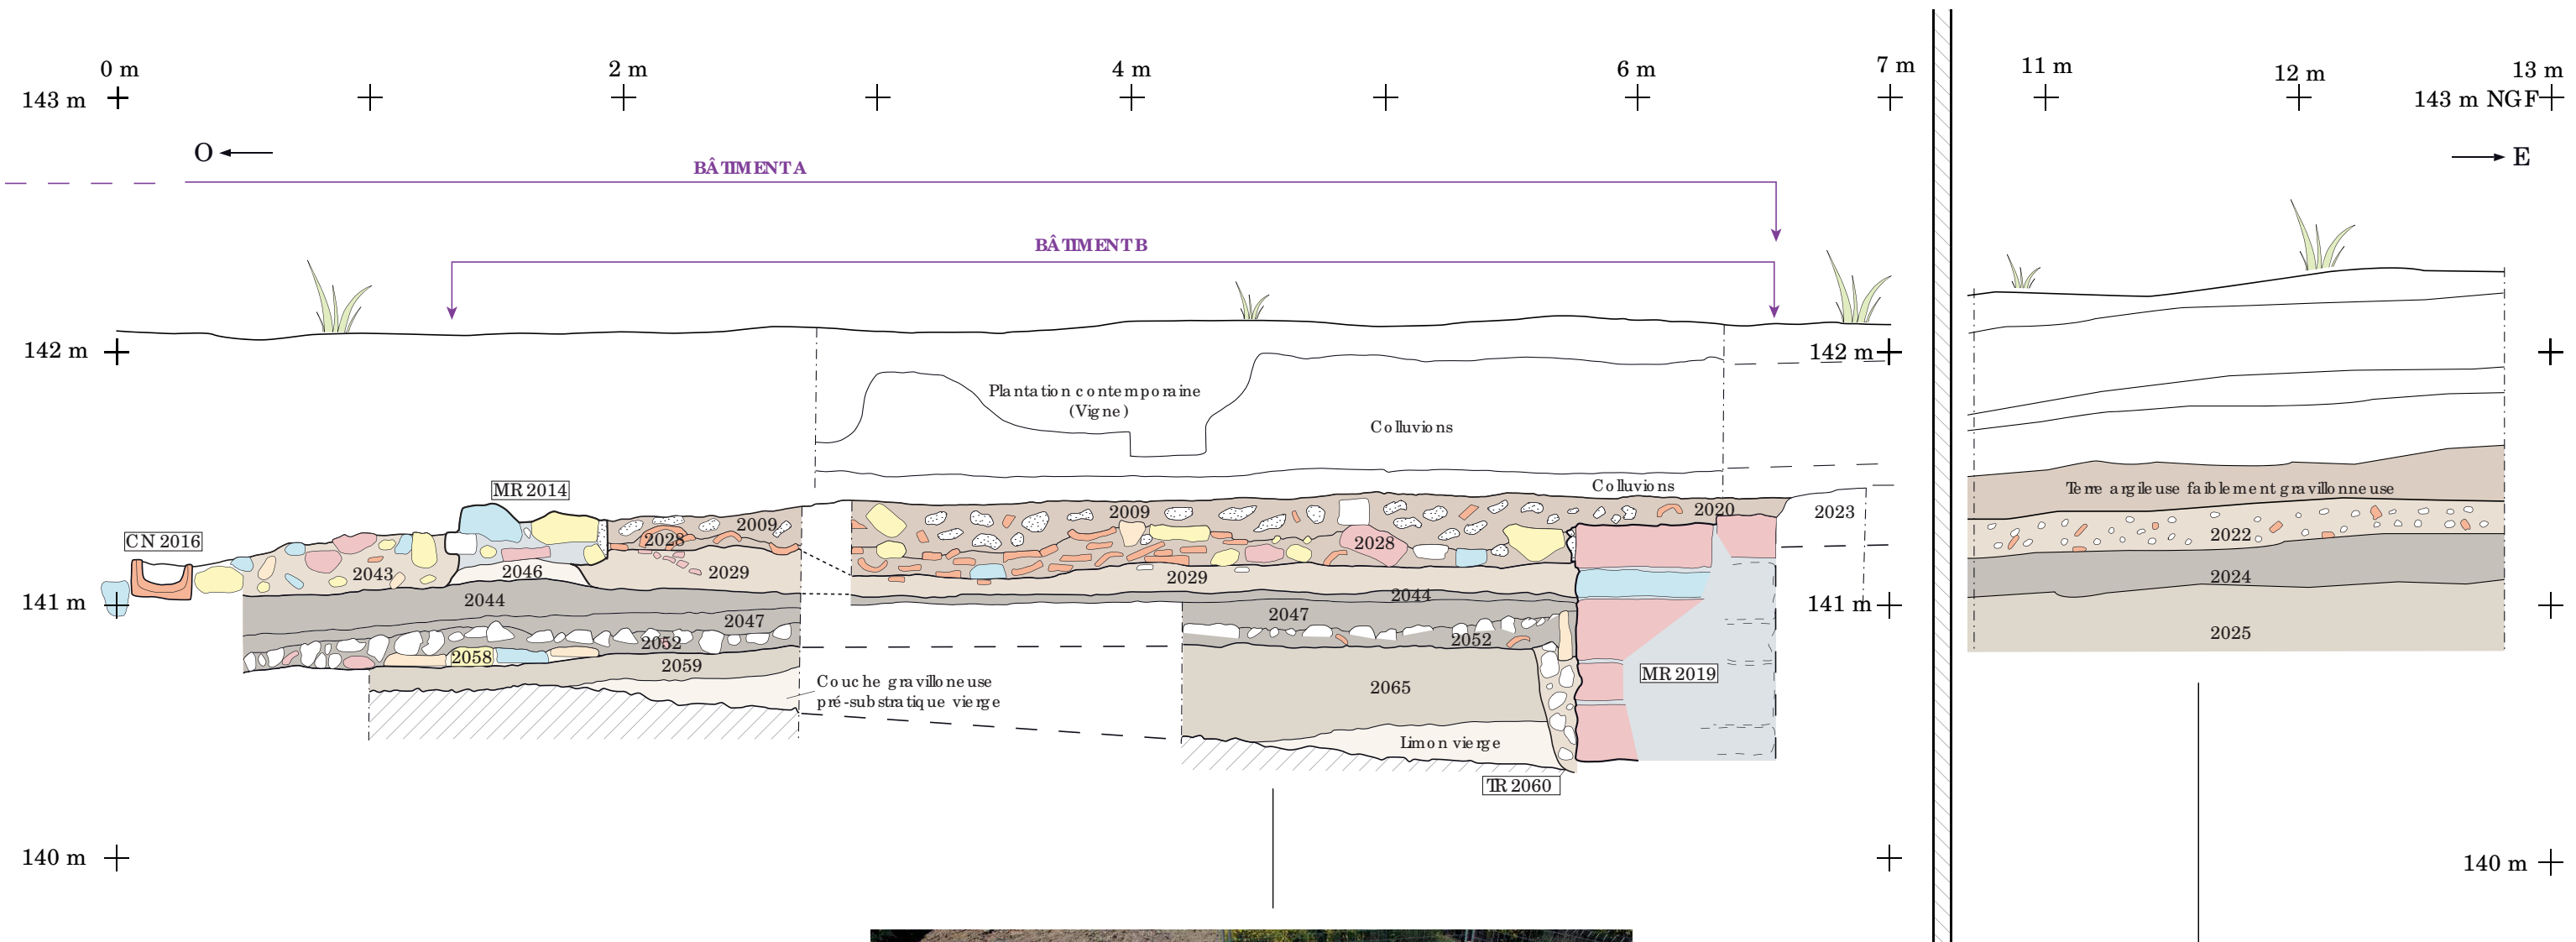 0 m
2 m
4 m
6 m
7 m
11 m
12 m
13 m
143 m
143 m NGF
O
E
BÂTIMENT A
BÂTIMENT B
142 m
142 m
Plantation contemporaine
(Vigne)
Colluvions
MR 2014
Colluvions
Terre argileuse faiblement gravillonneuse
2009
2009
2020
2023
CN 2016
2028
2028
2022
2043
2046
2029
2029
2024
2044
2044
141 m
141 m
2047
2047
2052
2052
2025
2058
2059
MR 2019
Couche gravilloneuse
pré-substratique vierge
2065
Limon vierge
TR 2060
140 m
140 m